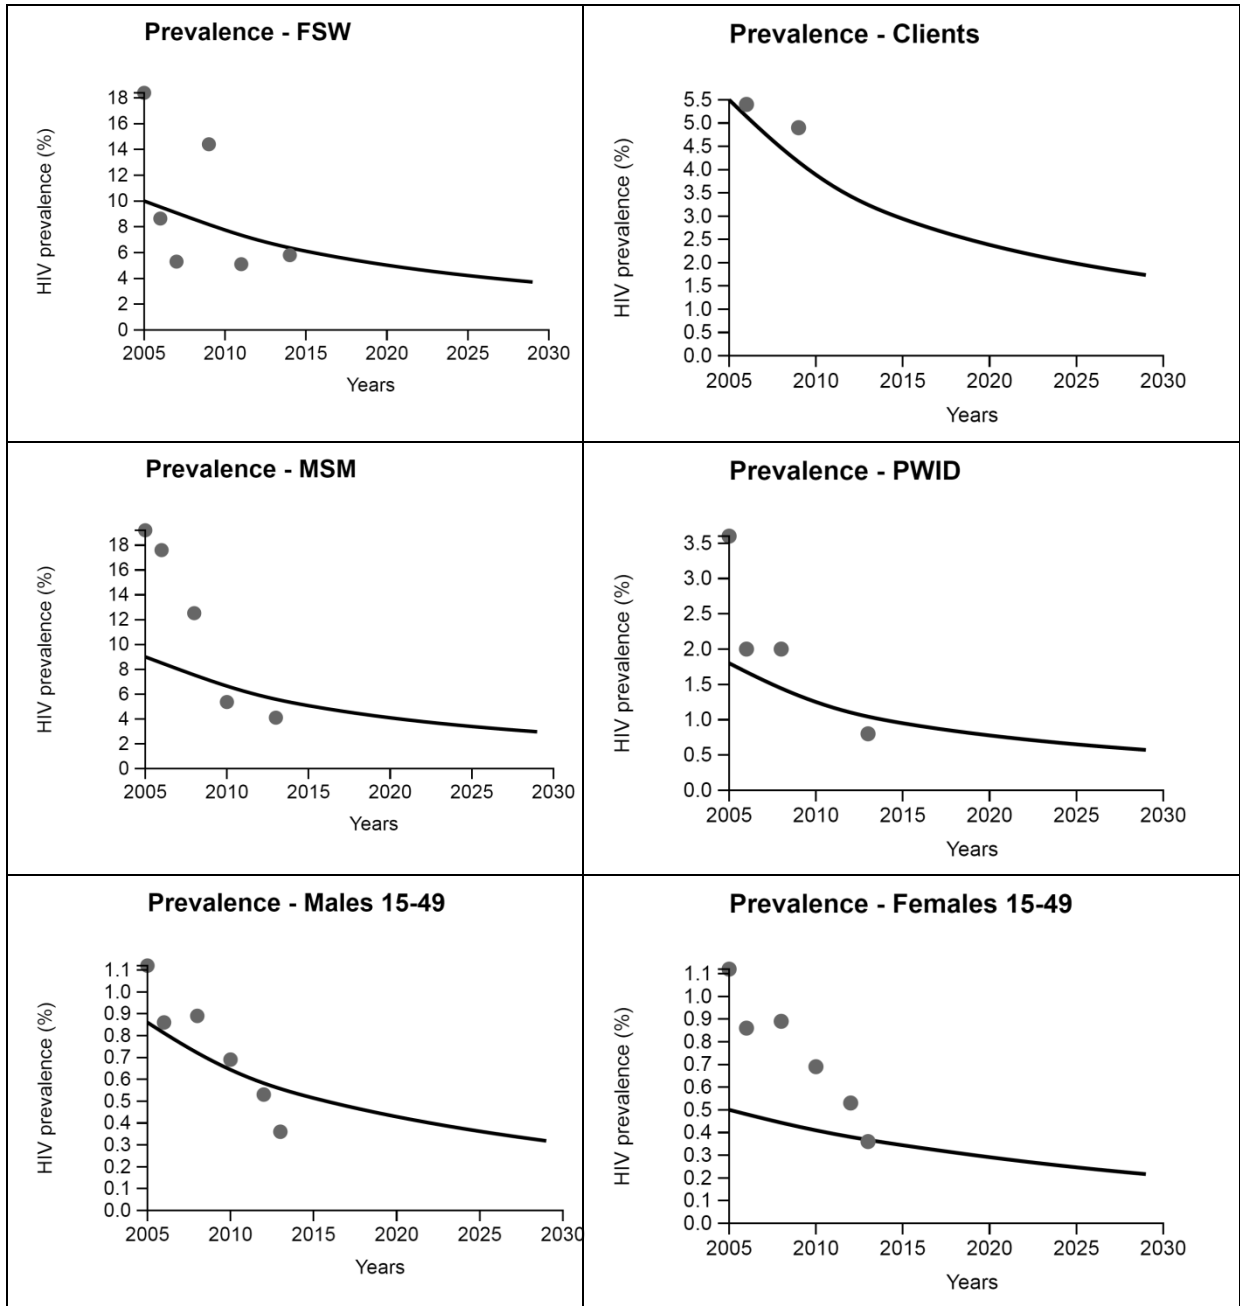 Prevalence - FSW
HIV prevalence (%)
18
16
14
12
10
8
6
4
2
0
2005 2010 2015 2020 2025 2030
Years
Prevalence - Clients
HIV prevalence (%)
5.5
5.0
4.5
4.0
3.5
3.0
2.5
2.0
1.5
1.0
0.5
0.0
2005 2010 2015 2020 2025 2030
Years
Prevalence - MSM
HIV prevalence (%)
18
16
14
12
10
8
6
4
2
0
2005 2010 2015 2020 2025 2030
Years
Prevalence - PWID
HIV prevalence (%)
3.5
3.0
2.5
2.0
1.5
1.0
0.5
0.0
2005 2010 2015 2020 2025 2030
Years
Prevalence - Males 15-49
HIV prevalence (%)
1.1
1.0
0.9
0.8
0.7
0.6
0.5
0.4
0.3
0.2
0.1
0.0
2005 2010 2015 2020 2025 2030
Years
Prevalence - Females 15-49
HIV prevalence (%)
1.1
1.0
0.9
0.8
0.7
0.6
0.5
0.4
0.3
0.2
0.1
0.0
2005 2010 2015 2020 2025 2030
Years